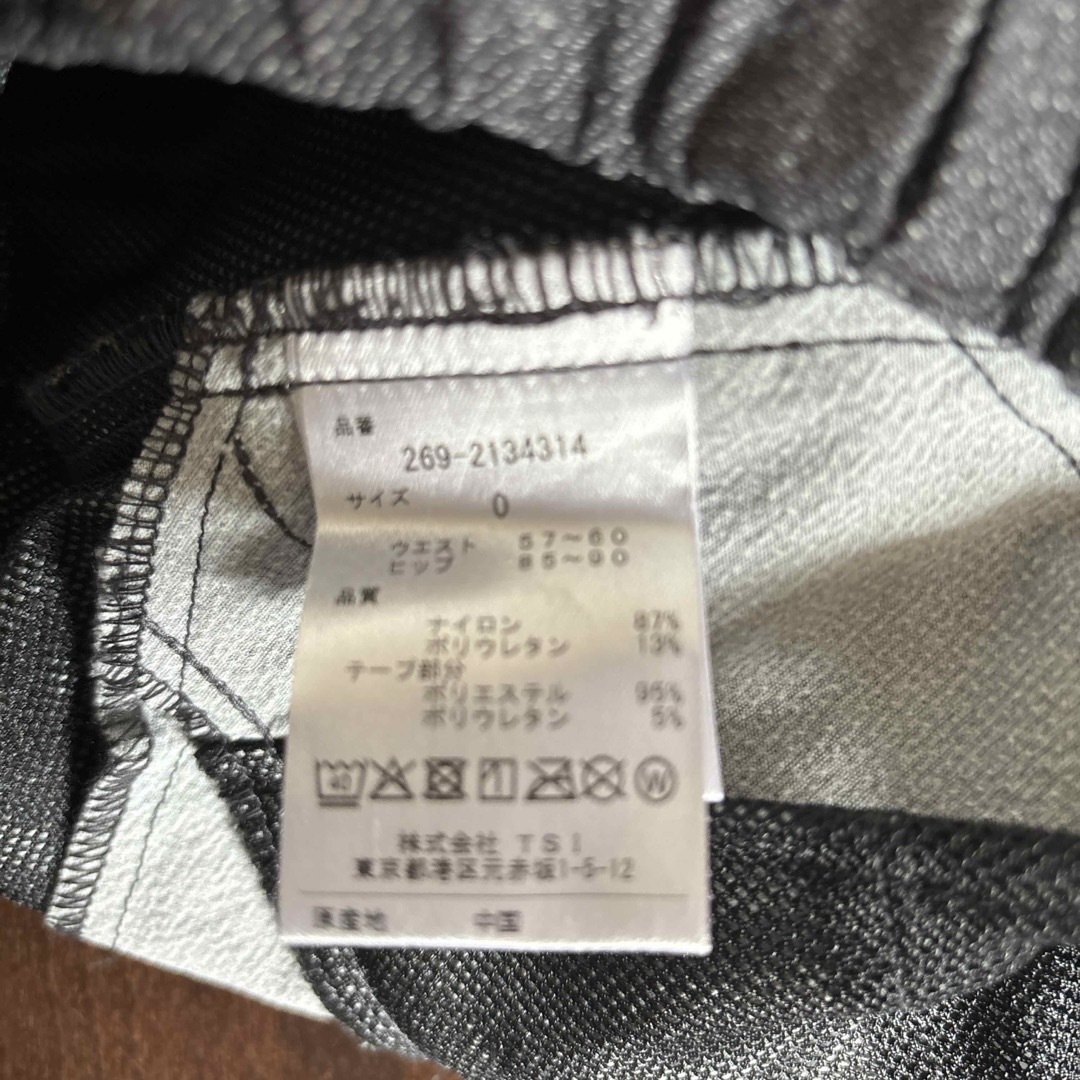 品番
269-2134314
サイズ 0
ウエスト 57～60
ヒップ 85～90
品質
ナイロン 87%
ポリウレタン 13%
テープ部分
ポリエステル 95%
ポリウレタン 5%
40 W
株式会社 TSI
東京都港区元赤坂1-5-12
原産地 中国